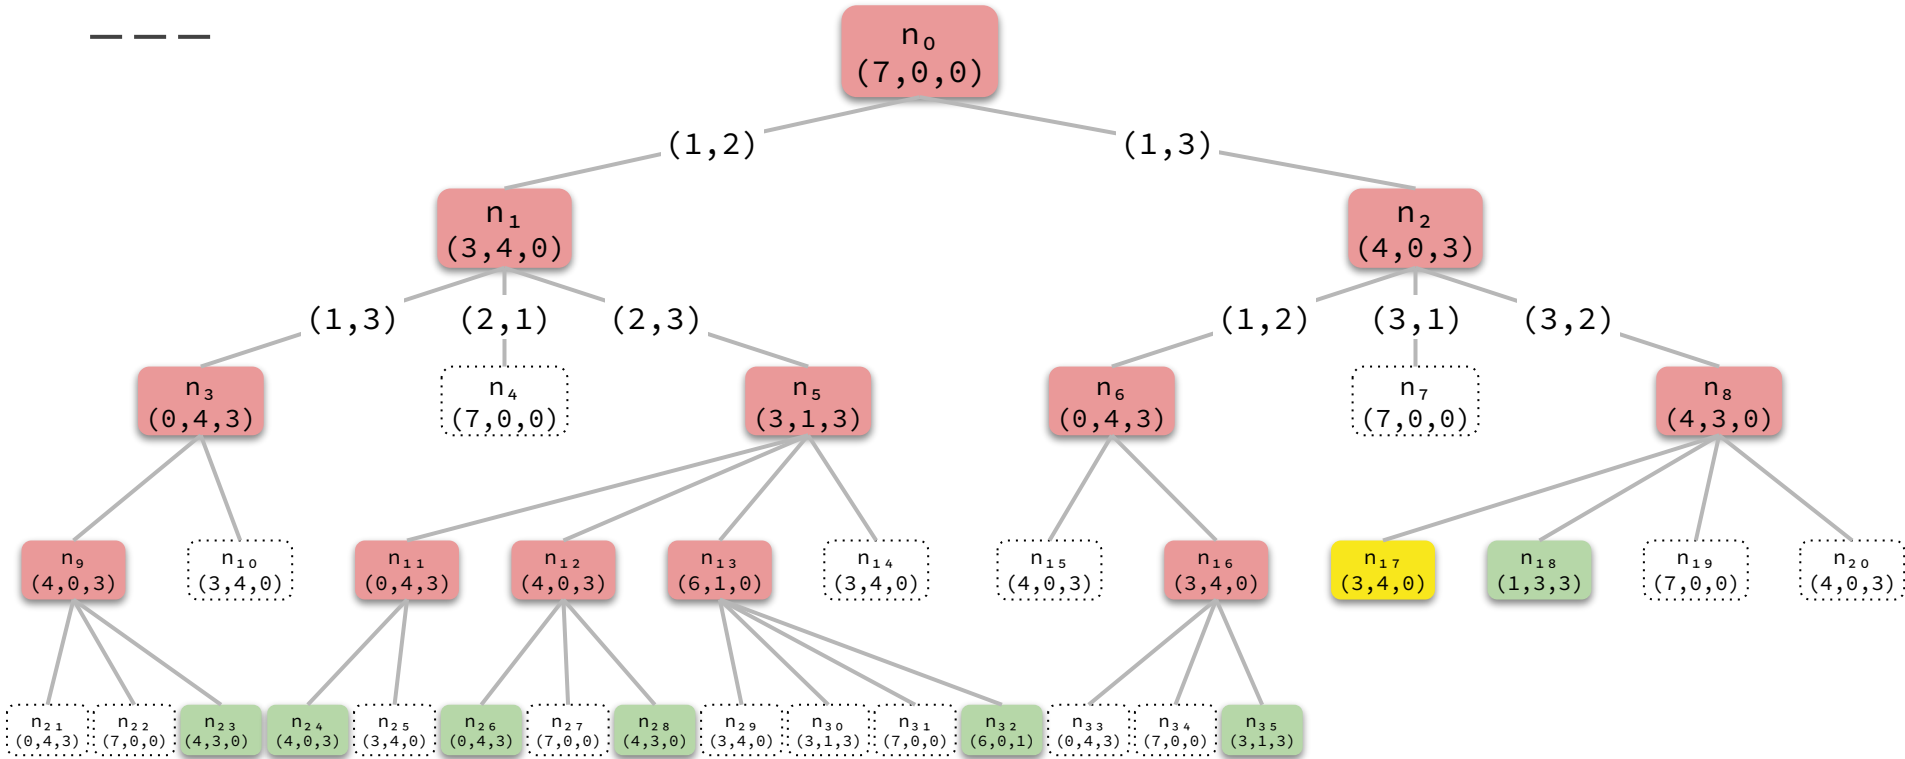 n₀
(7,0,0)
(1,2)
(1,3)
n₁
(3,4,0)
n₂
(4,0,3)
(1,3)
(2,1)
(2,3)
(1,2)
(3,1)
(3,2)
n₃
(0,4,3)
n₄
(7,0,0)
n₅
(3,1,3)
n₆
(0,4,3)
n₇
(7,0,0)
n₈
(4,3,0)
n₉
(4,0,3)
n₁₀
(3,4,0)
n₁₁
(0,4,3)
n₁₂
(4,0,3)
n₁₃
(6,1,0)
n₁₄
(3,4,0)
n₁₅
(4,0,3)
n₁₆
(3,4,0)
n₁₇
(3,4,0)
n₁₈
(1,3,3)
n₁₉
(7,0,0)
n₂₀
(4,0,3)
n₂₁
(0,4,3)
n₂₂
(7,0,0)
n₂₃
(4,3,0)
n₂₄
(4,0,3)
n₂₅
(3,4,0)
n₂₆
(0,4,3)
n₂₇
(7,0,0)
n₂₈
(4,3,0)
n₂₉
(3,4,0)
n₃₀
(3,1,3)
n₃₁
(7,0,0)
n₃₂
(6,0,1)
n₃₃
(0,4,3)
n₃₄
(7,0,0)
n₃₅
(3,1,3)